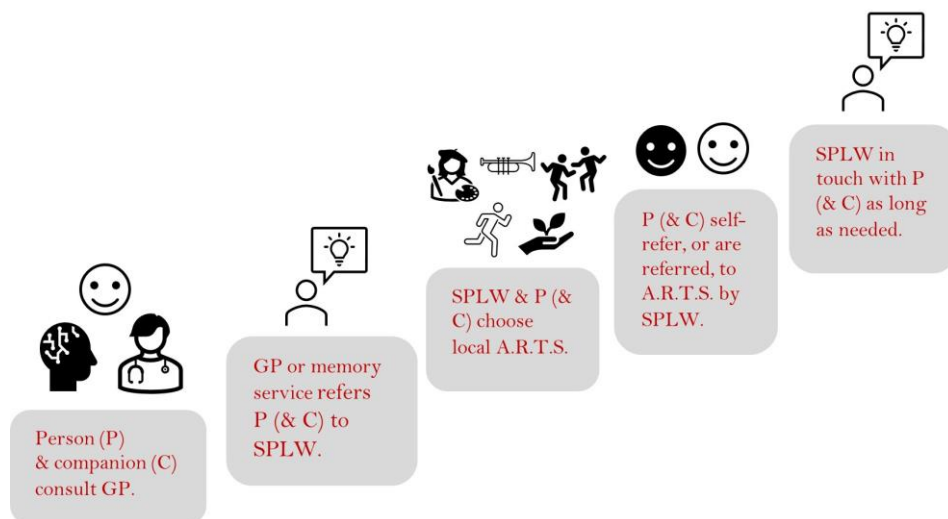 Person (P)
& companion (C)
consult GP.
GP or memory
service refers
P (& C) to
SPLW.
SPLW & P (&
C) choose
local A.R.T.S.
P (& C) self-
refer, or are
referred, to
A.R.T.S. by
SPLW.
SPLW in
touch with P
(& C) as long
as needed.